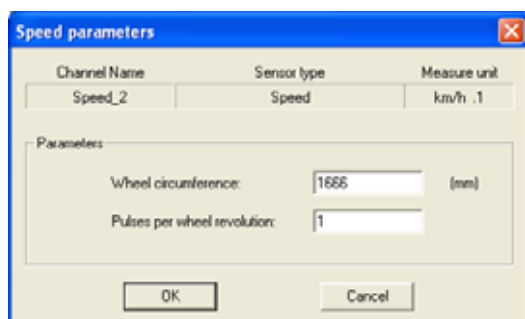 Speed parameters
Channel Name Sensor type Measure unit
Speed_2 Speed km/h .1
Parameters
Wheel circumference: 1666 (mm)
Pulses per wheel revolution: 1
OK Cancel